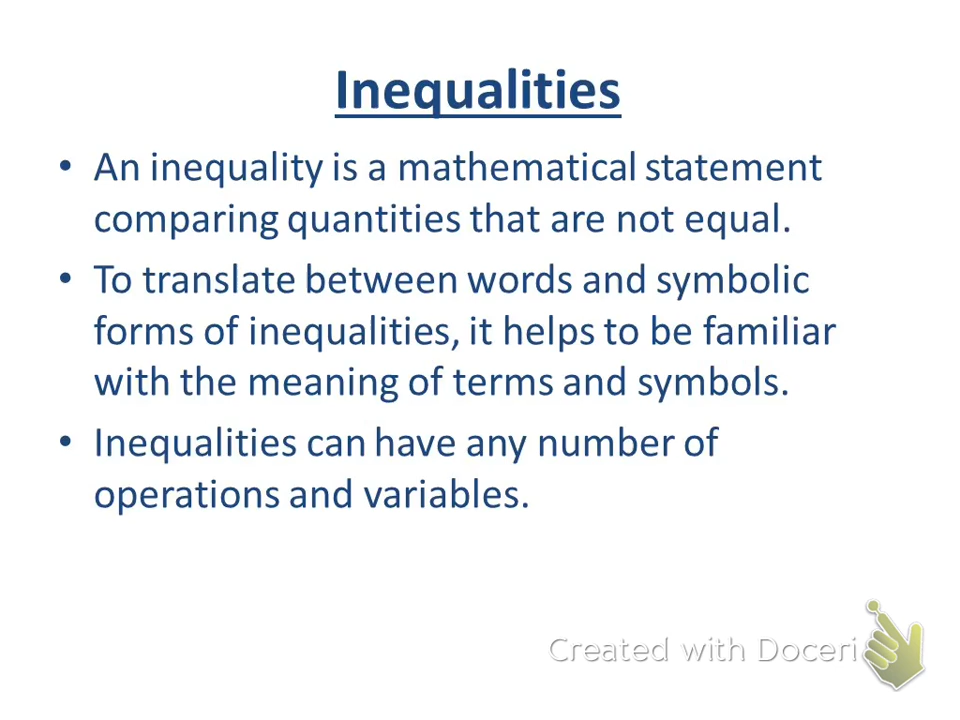 Inequalities
• An inequality is a mathematical statement
comparing quantities that are not equal.
• To translate between words and symbolic
forms of inequalities, it helps to be familiar
with the meaning of terms and symbols.
• Inequalities can have any number of
operations and variables.
Created with Doceri